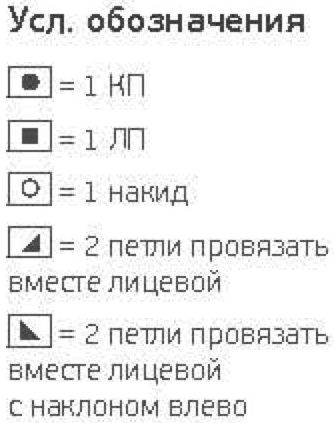 Усл. обозначения
● = 1 КП
■ = 1 ЛП
○ = 1 накид
◢ = 2 петли провязать
вместе лицевой
◣ = 2 петли провязать
вместе лицевой
с наклоном влево